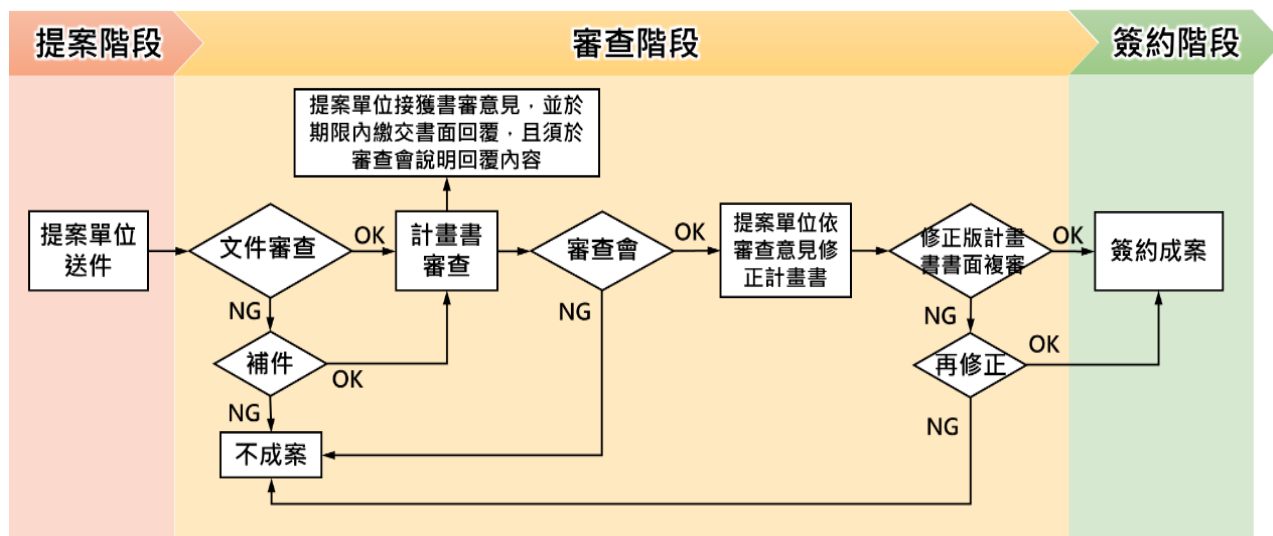 提案階段
審查階段
簽約階段
提案單位接獲書審意見，並於
期限內繳交書面回覆，且須於
審查會說明回覆內容
提案單位
送件
文件審查
OK
計畫書
審查
審查會
OK
提案單位依
審查意見修
正計畫書
修正版計畫
書書面複審
OK
簽約成案
NG
NG
NG
補件
OK
再修正
OK
NG
NG
不成案